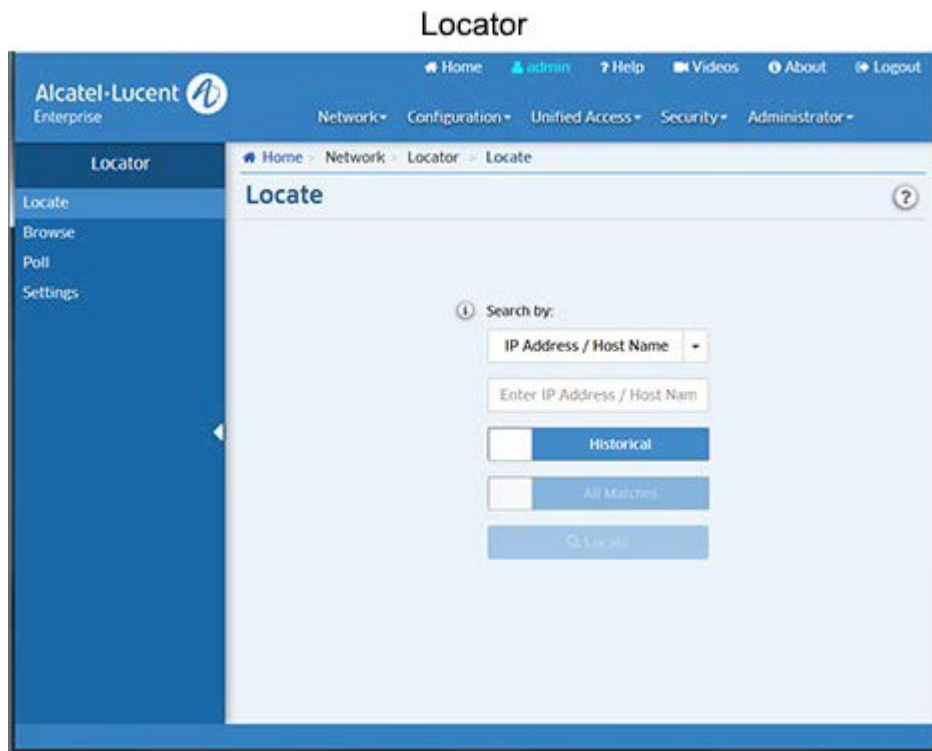 Locator
Home admin ? Help Videos About Logout
Alcatel·Lucent
Enterprise
Network Configuration Unified Access Security Administrator
Locator
Locate
Browse
Poll
Settings
Home > Network > Locator > Locate
Locate
?
i Search by:
IP Address / Host Name
Enter IP Address / Host Nam
Historical
All Matches
Locate